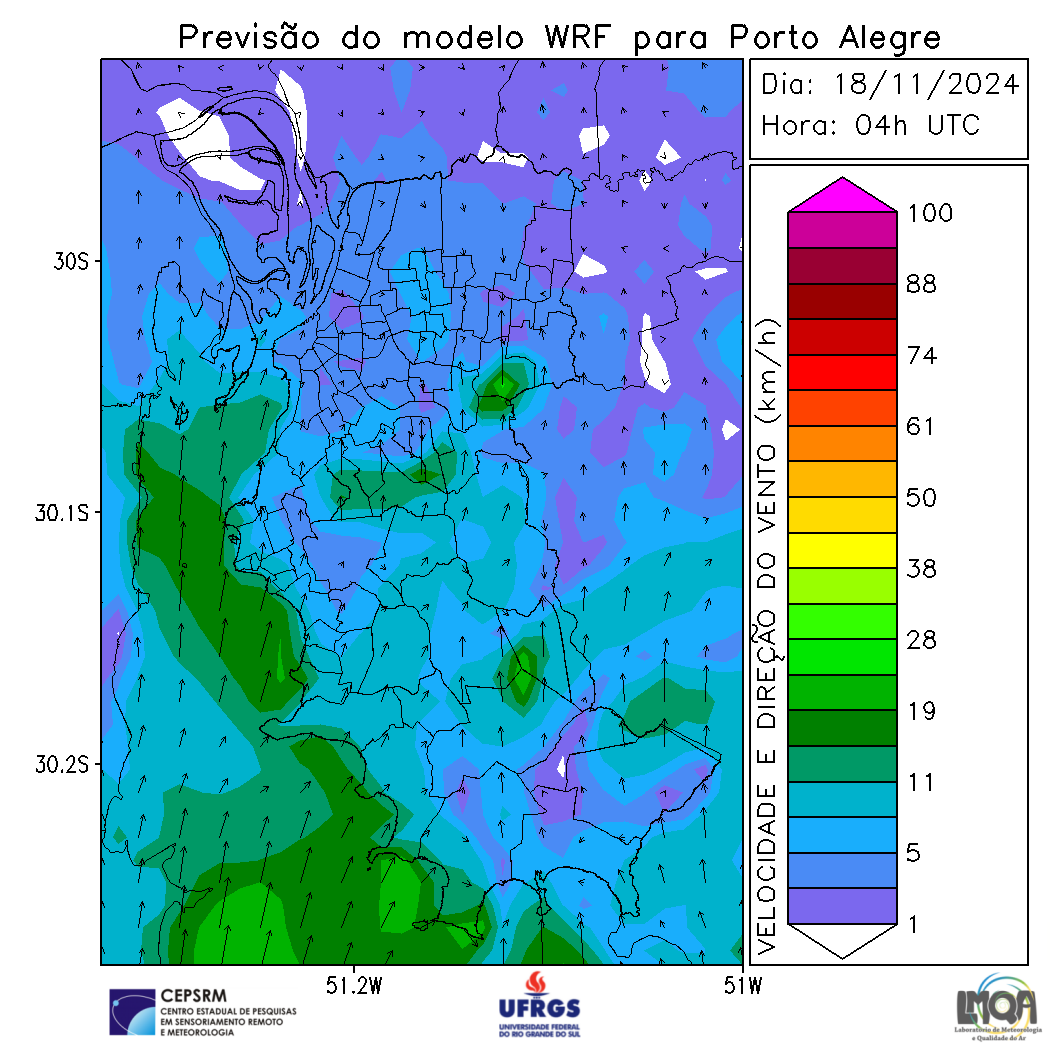 Previsão do modelo WRF para Porto Alegre
Dia: 18/11/2024
Hora: 04h UTC
30S
30.1S
30.2S
51.2W
51W
VELOCIDADE E DIREÇÃO DO VENTO (km/h)
100
88
74
61
50
38
28
19
11
5
1
CEPSRM
CENTRO ESTADUAL DE PESQUISAS
EM SENSORIAMENTO REMOTO
E METEOROLOGIA
UFRGS
UNIVERSIDADE FEDERAL
DO RIO GRANDE DO SUL
LMQA
Laboratório de Meteorologia
e Qualidade do Ar